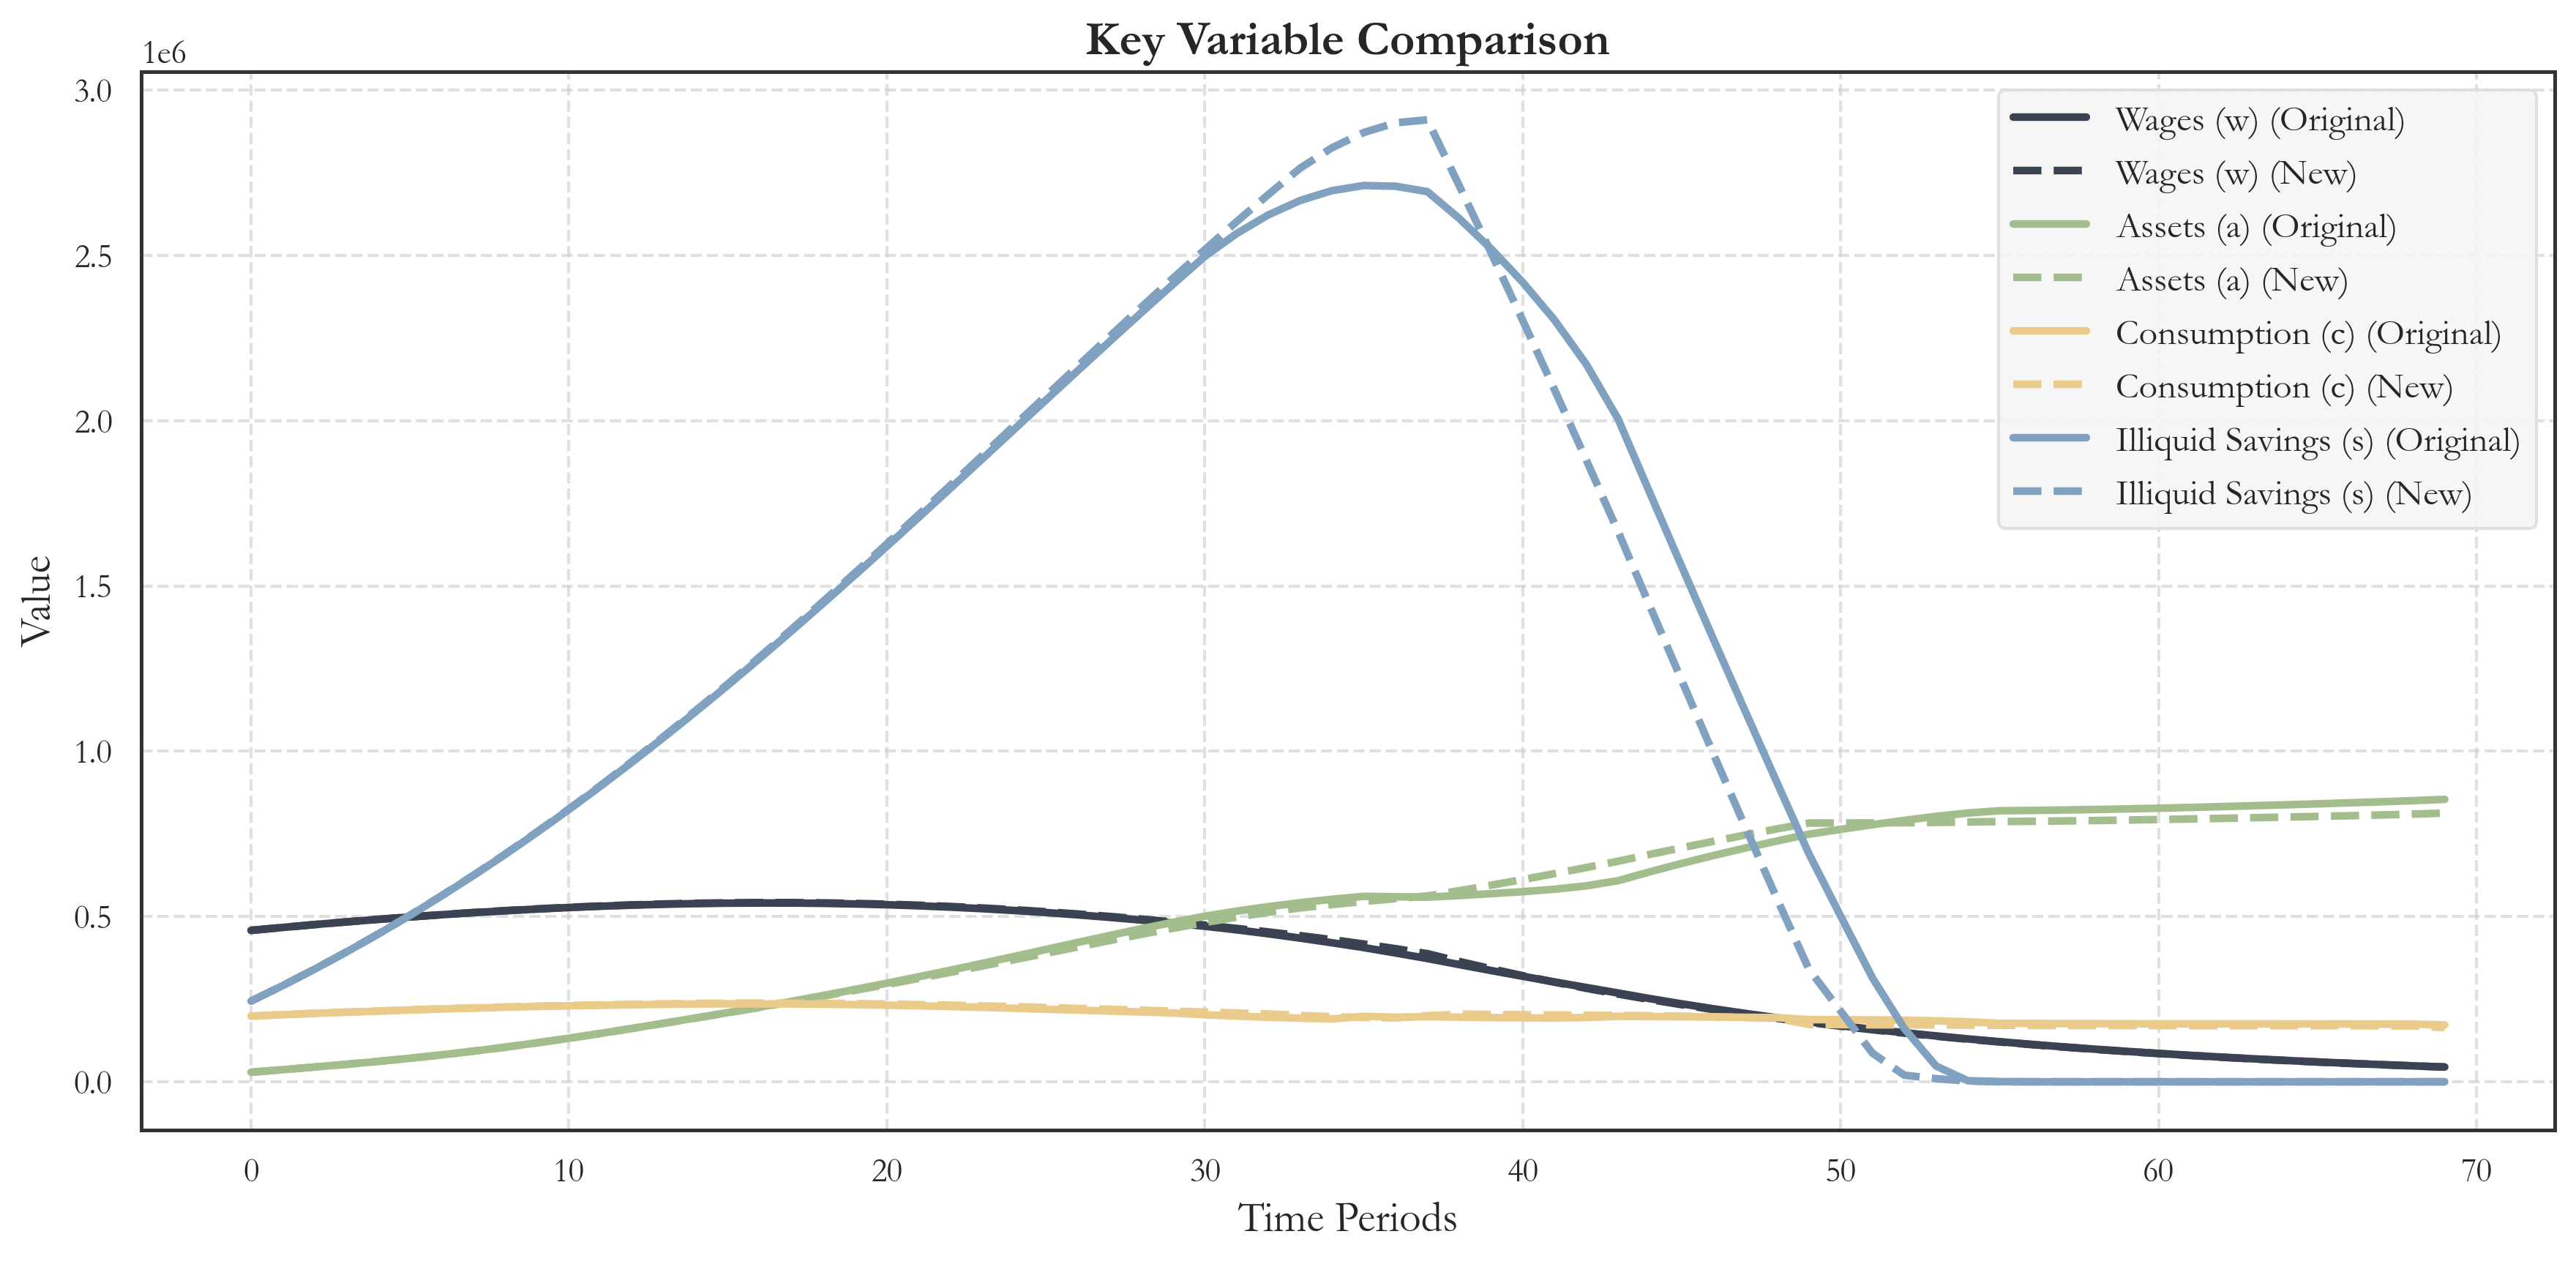 Key Variable Comparison
1e6
3.0
2.5
2.0
1.5
1.0
0.5
0.0
Value
0 10 20 30 40 50 60 70
Time Periods
Wages (w) (Original)
Wages (w) (New)
Assets (a) (Original)
Assets (a) (New)
Consumption (c) (Original)
Consumption (c) (New)
Illiquid Savings (s) (Original)
Illiquid Savings (s) (New)